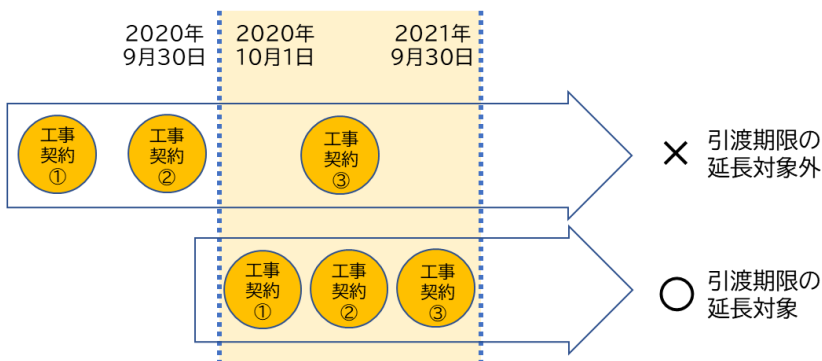 2020年
9月30日
2020年
10月1日
2021年
9月30日
工事
契約
①
工事
契約
②
工事
契約
③
× 引渡期限の
延長対象外
工事
契約
①
工事
契約
②
工事
契約
③
○ 引渡期限の
延長対象